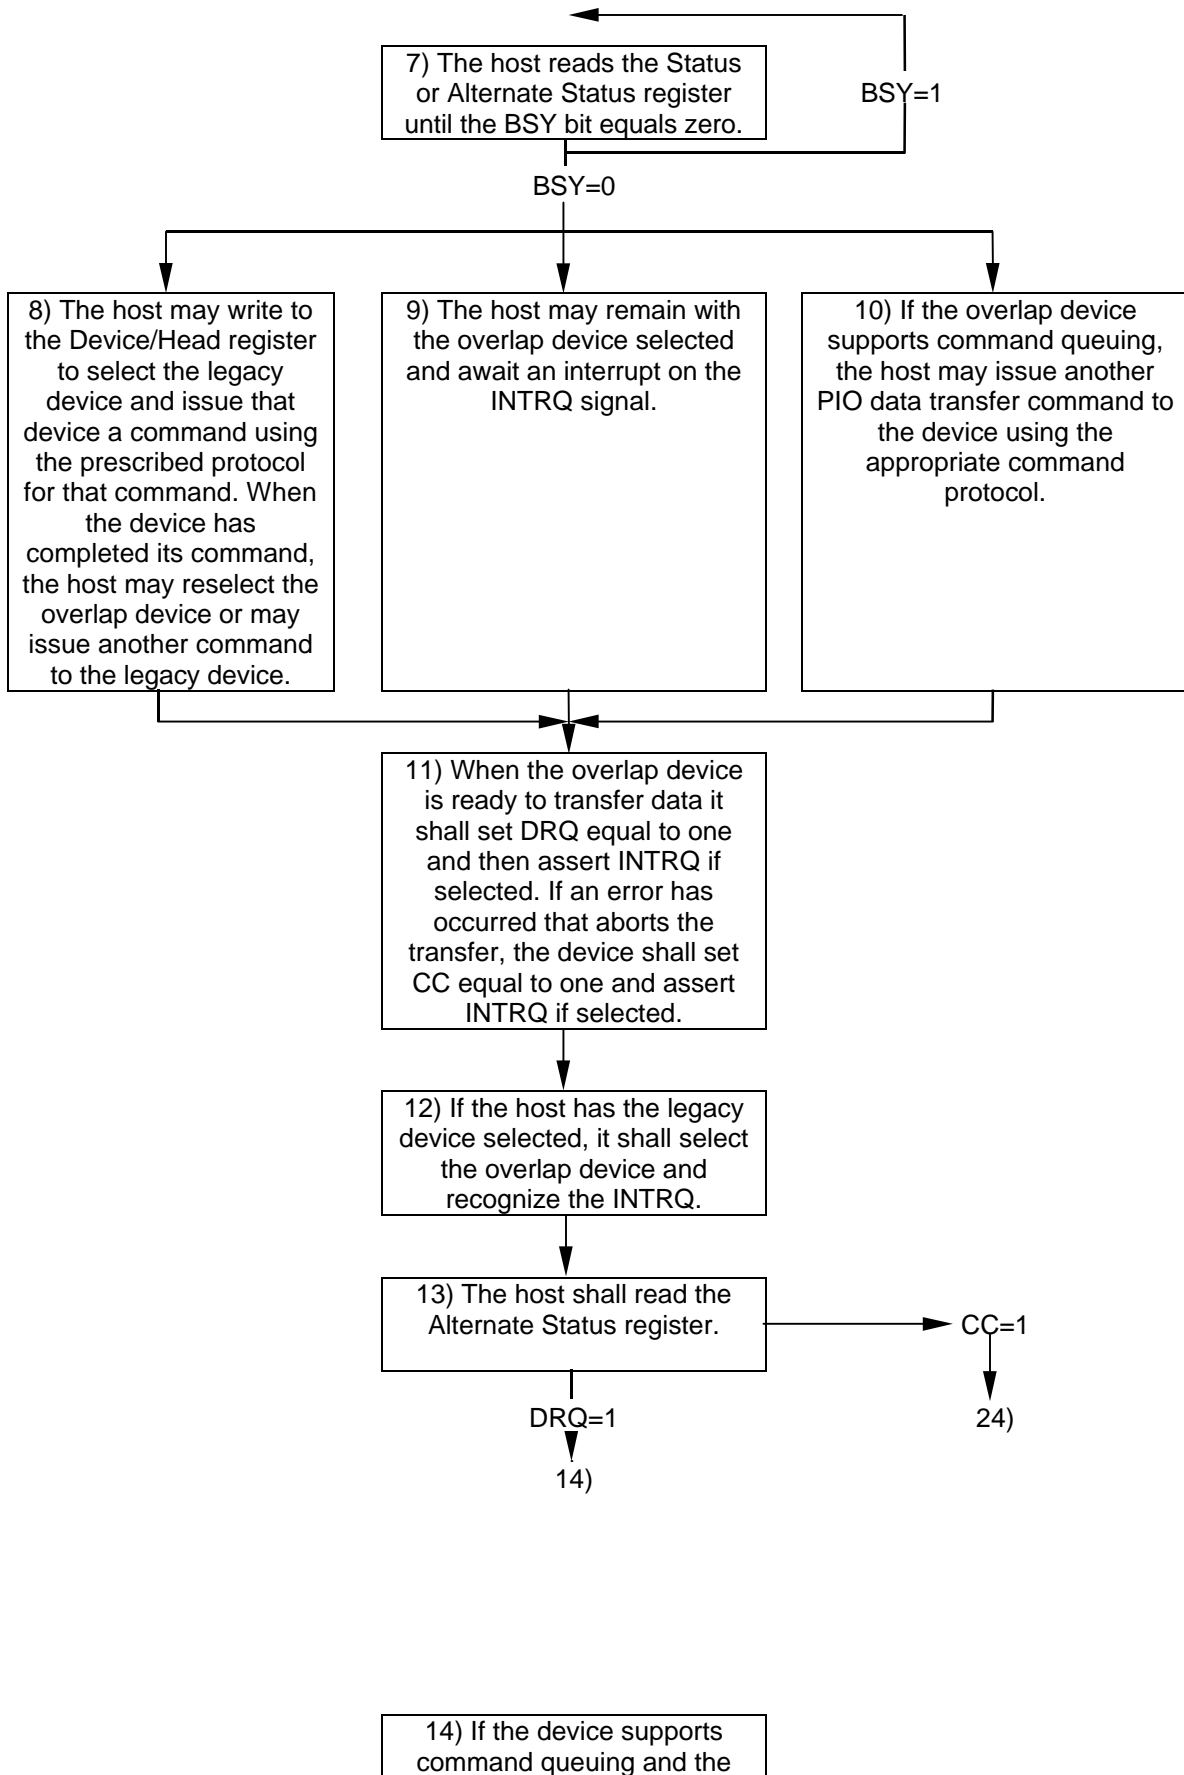 7) The host reads the Status
or Alternate Status register
until the BSY bit equals zero.
BSY=1
BSY=0
8) The host may write to
the Device/Head register
to select the legacy
device and issue that
device a command using
the prescribed protocol
for that command. When
the device has
completed its command,
the host may reselect the
overlap device or may
issue another command
to the legacy device.
9) The host may remain with
the overlap device selected
and await an interrupt on the
INTRQ signal.
10) If the overlap device
supports command queuing,
the host may issue another
PIO data transfer command to
the device using the
appropriate command
protocol.
11) When the overlap device
is ready to transfer data it
shall set DRQ equal to one
and then assert INTRQ if
selected. If an error has
occurred that aborts the
transfer, the device shall set
CC equal to one and assert
INTRQ if selected.
12) If the host has the legacy
device selected, it shall select
the overlap device and
recognize the INTRQ.
13) The host shall read the
Alternate Status register.
CC=1
DRQ=1
24)
14)
14) If the device supports
command queuing and the